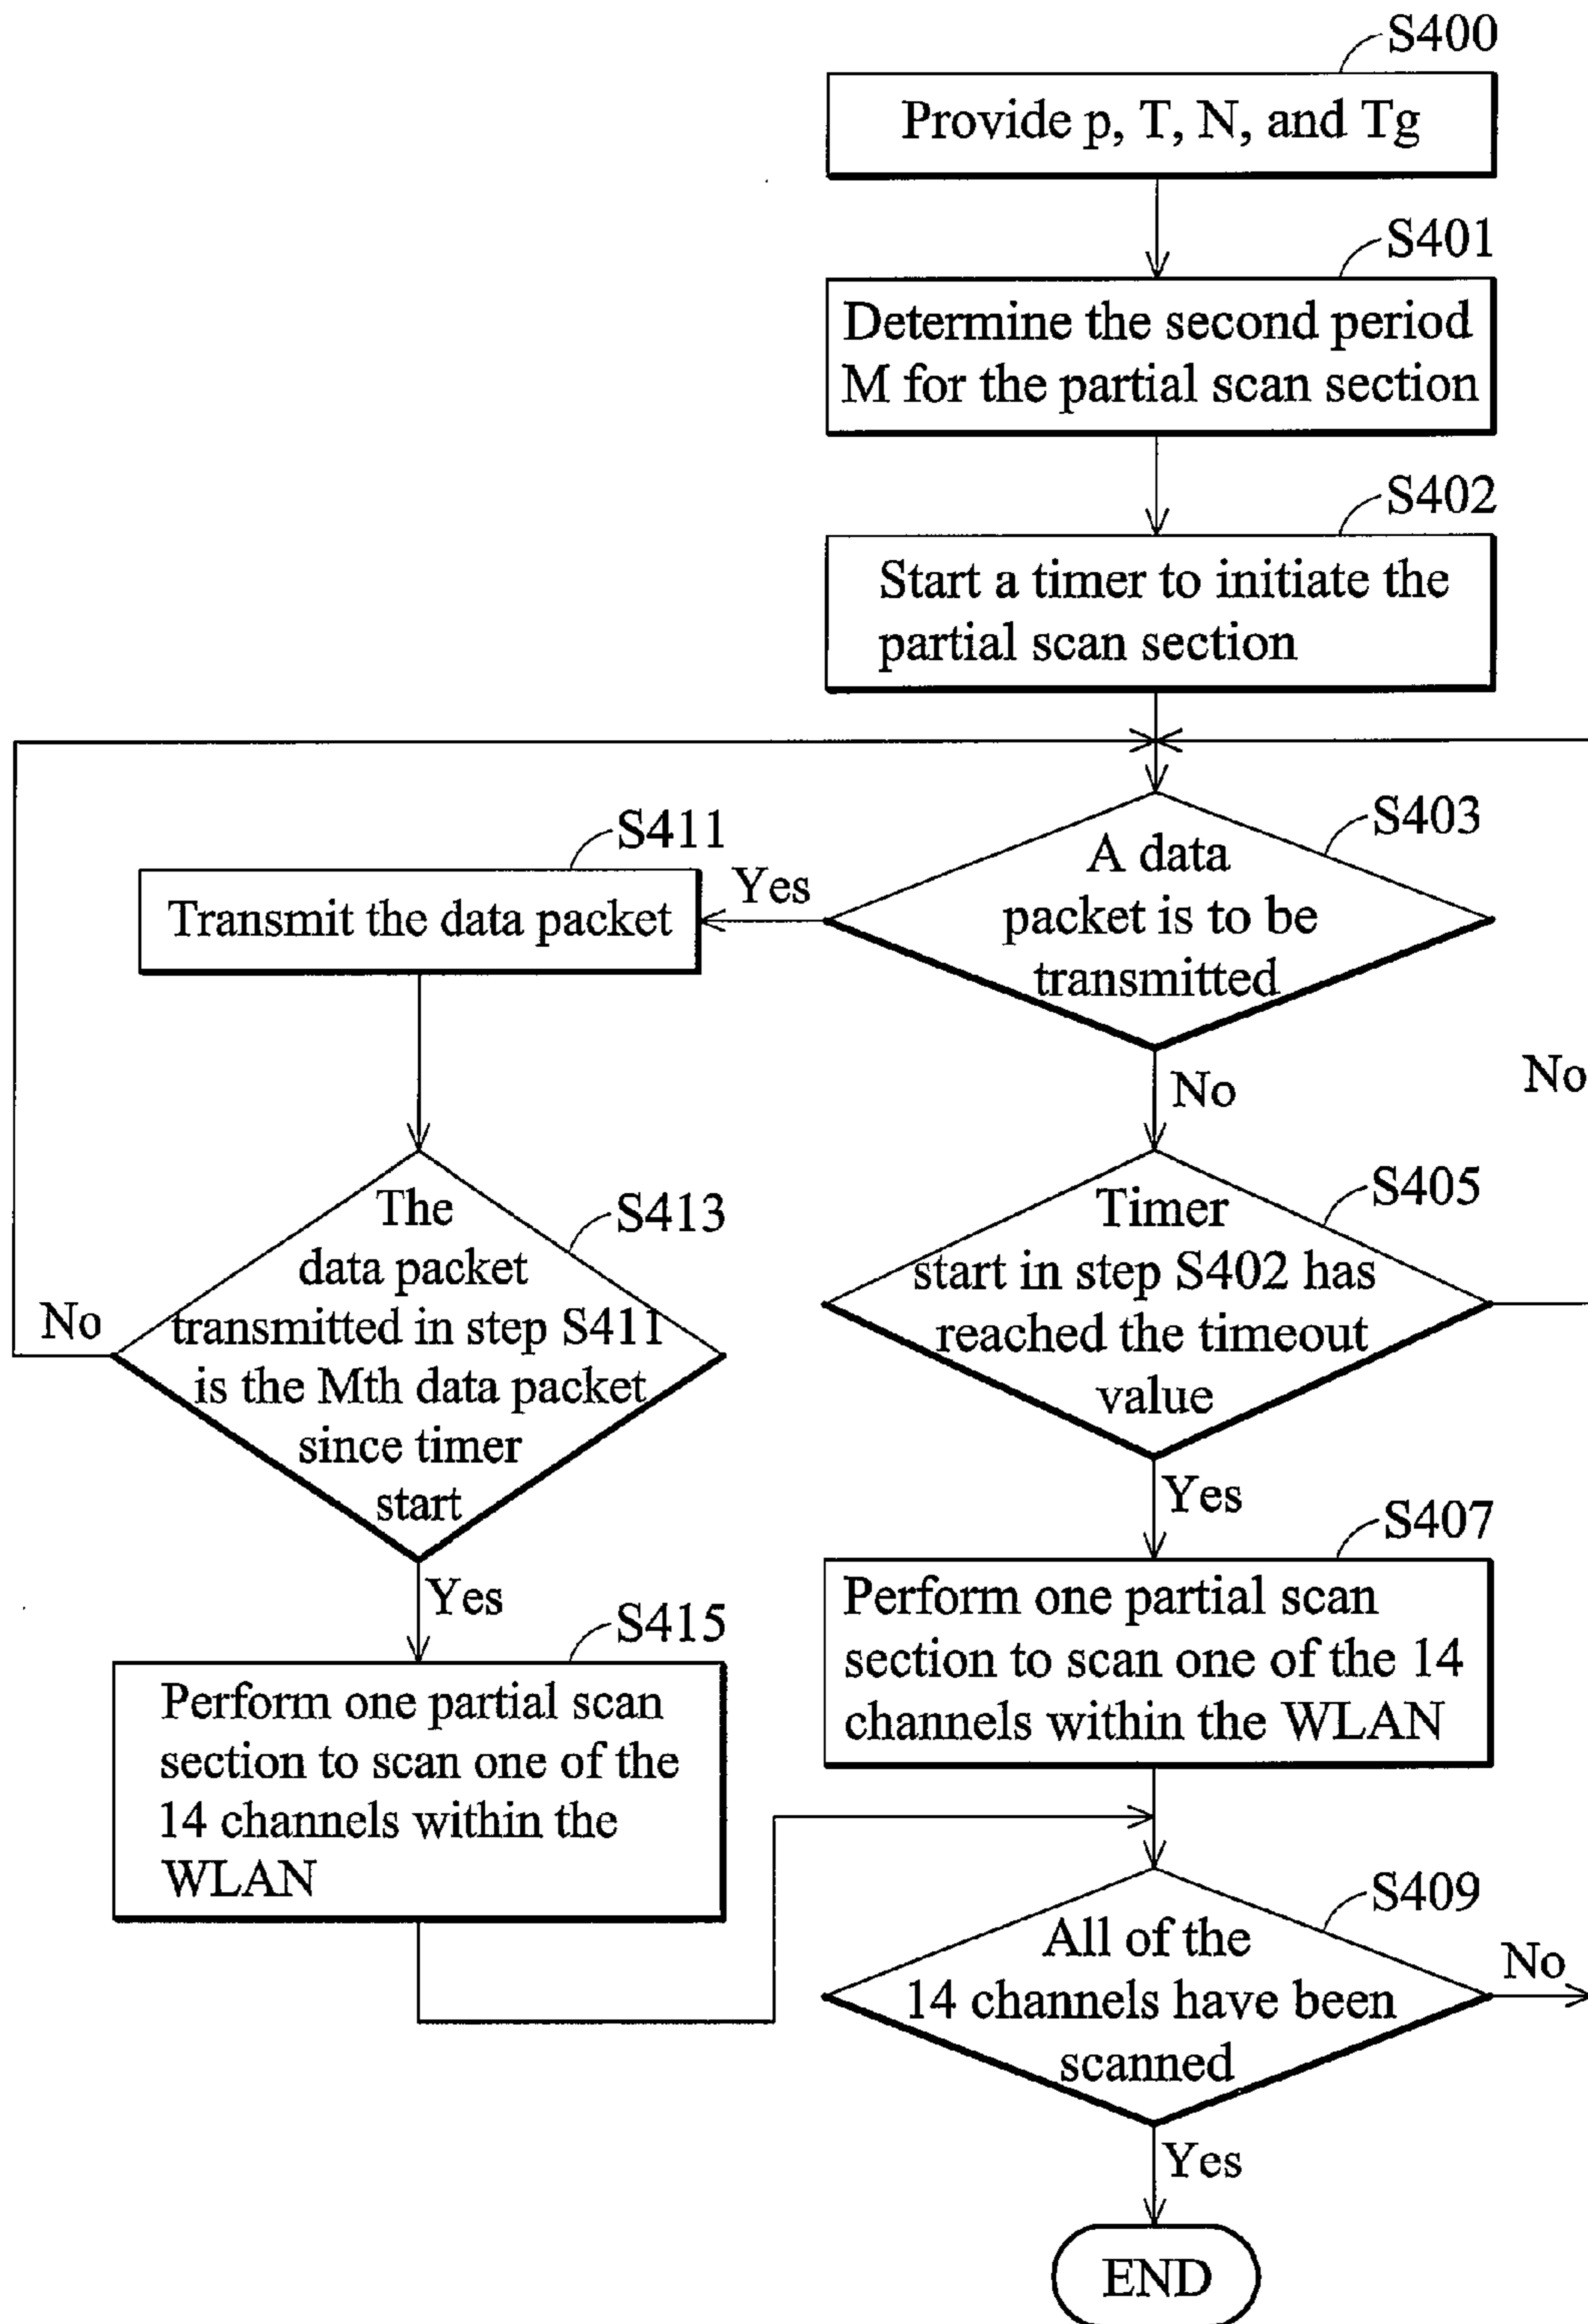 S400
Provide p, T, N, and Tg
S401
Determine the second period
M for the partial scan section
S402
Start a timer to initiate the
partial scan section
S403
A data
packet is to be
transmitted
Yes
No
S411
Transmit the data packet
S413
The
data packet
transmitted in step S411
is the Mth data packet
since timer
start
No
Yes
S405
Timer
start in step S402 has
reached the timeout
value
No
Yes
S407
Perform one partial scan
section to scan one of the 14
channels within the WLAN
S415
Perform one partial scan
section to scan one of the
14 channels within the
WLAN
S409
All of the
14 channels have been
scanned
No
Yes
END